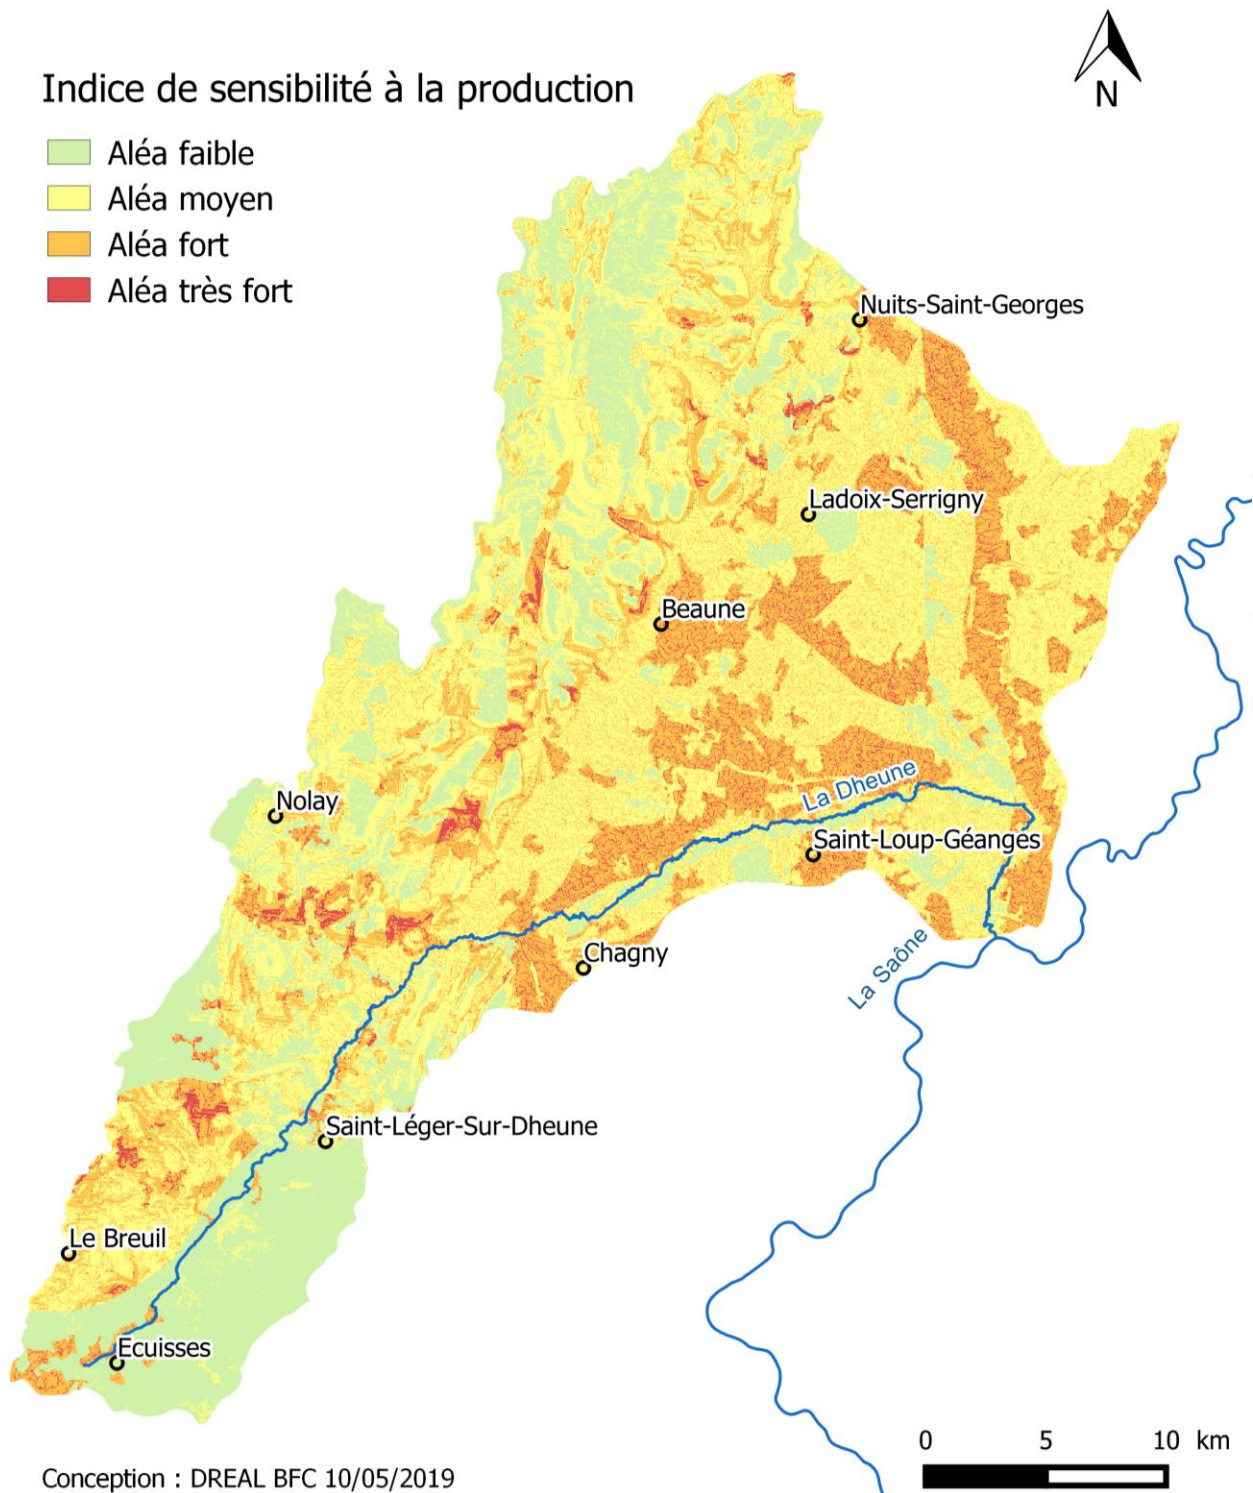 N
Indice de sensibilité à la production
Aléa faible
Aléa moyen
Aléa fort
Aléa très fort
Nuits-Saint-Georges
Ladoix-Serrigny
Beaune
La Dheune
Nolay
Saint-Loup-Géanges
Chagny
La Saône
Saint-Léger-Sur-Dheune
Le Breuil
Ecuisses
0 5 10 km
Conception : DREAL BFC 10/05/2019